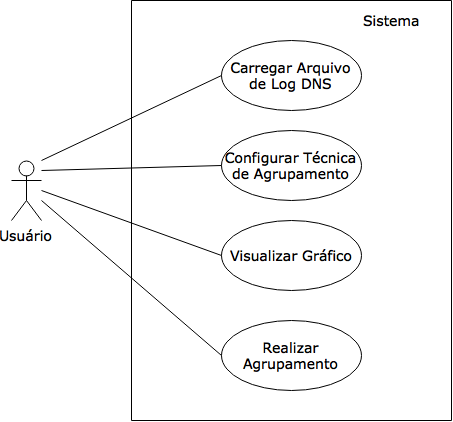 Sistema
Carregar Arquivo
de Log DNS
Configurar Técnica
de Agrupamento
Usuário
Visualizar Gráfico
Realizar
Agrupamento